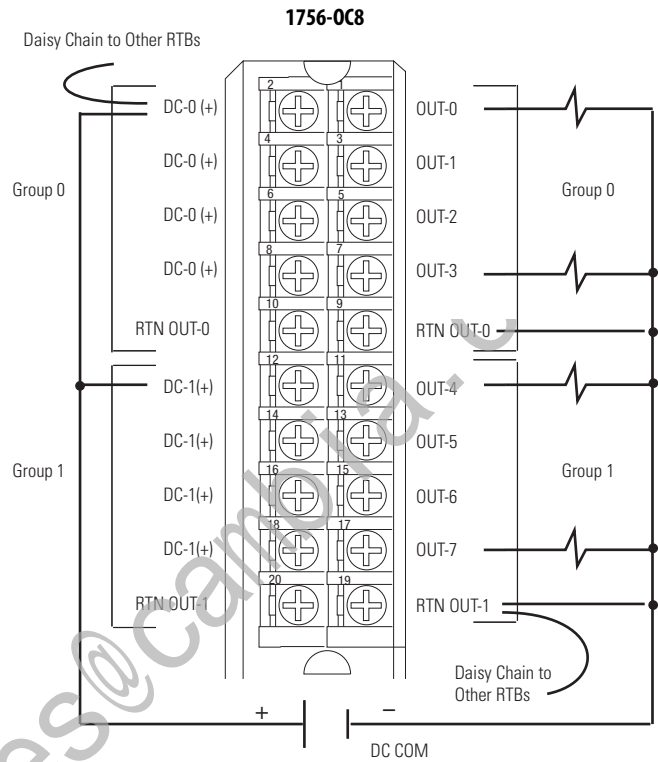 1756-OC8
Daisy Chain to Other RTBs
2 1
DC-0 (+) OUT-0
4 3
DC-0 (+) OUT-1
Group 0 Group 0
6 5
DC-0 (+) OUT-2
8 7
DC-0 (+) OUT-3
10 9
RTN OUT-0 RTN OUT-0
12 11
DC-1(+) OUT-4
14 13
DC-1(+) OUT-5
Group 1 Group 1
16 15
DC-1(+) OUT-6
18 17
DC-1(+) OUT-7
20 19
RTN OUT-1 RTN OUT-1
Daisy Chain to
Other RTBs
+ –
DC COM
es@cambia.c